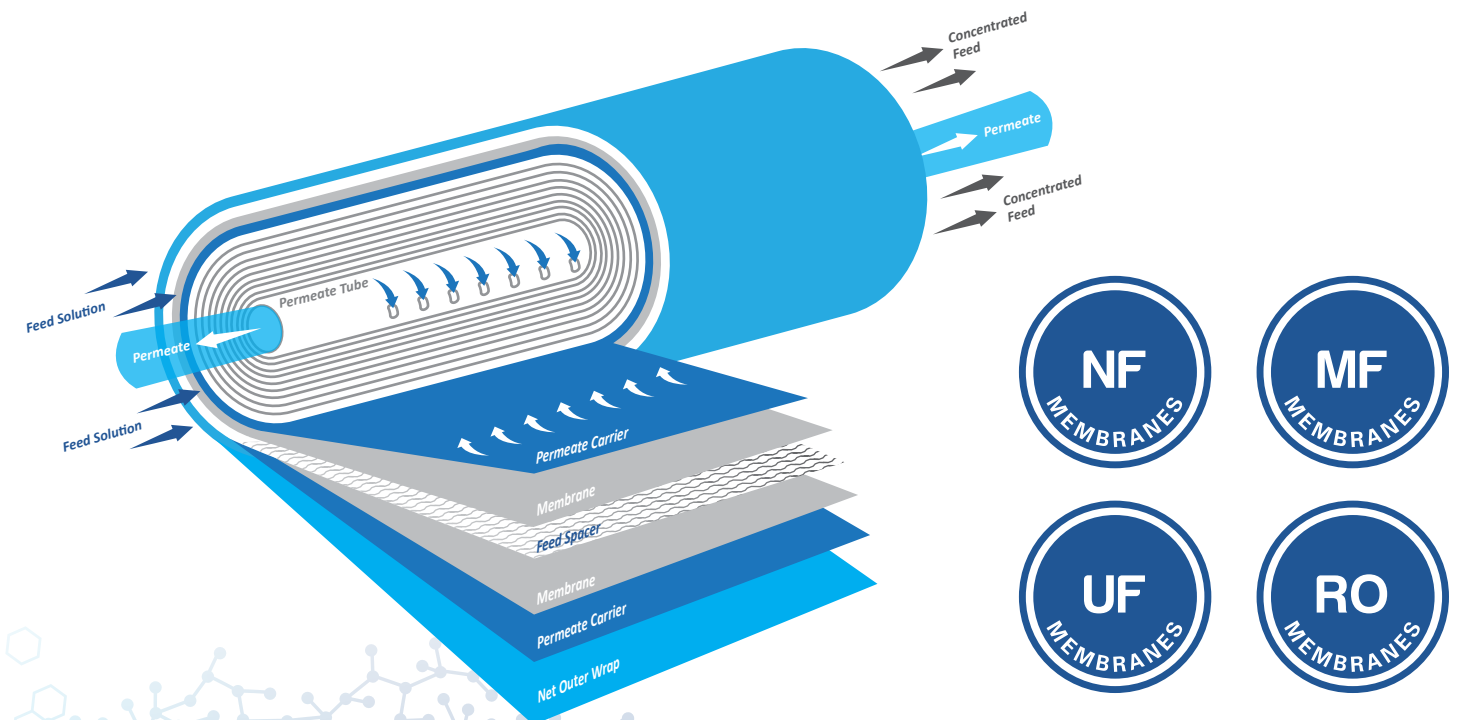 Concentrated
Feed
Permeate
Concentrated
Feed
Permeate Tube
Feed Solution
Permeate
Feed Solution
Permeate Carrier
Membrane
Feed Spacer
Membrane
Permeate Carrier
Net Outer Wrap
NF
MEMBRANES
MF
MEMBRANES
UF
MEMBRANES
RO
MEMBRANES